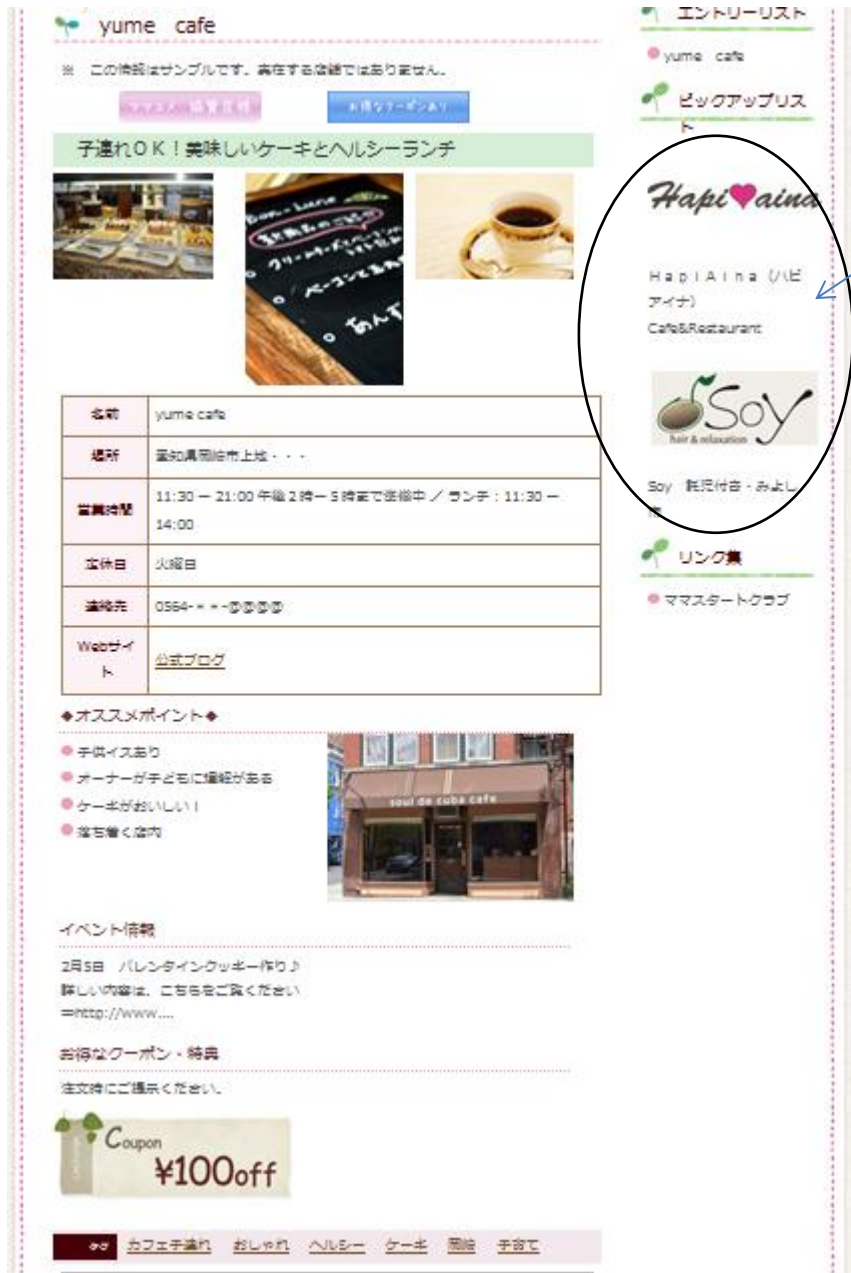 yume cafe
※ この情報はサンプルです。実在する店舗ではありません。
お得なクーポンあり
子連れOK！美味しいケーキとヘルシーランチ
Bon-Lune
新商品のご紹介
あんず
名前 yume cafe
場所 愛知県岡崎市上地・・・
営業時間 11:30 ー 21:00 午後２時ー５時まで準備中 ／ ランチ：11:30 ー
14:00
定休日 火曜日
連絡先 0564-＊＊-@@@@
Webサイ
ト
公式ブログ
◆オススメポイント◆
子供イスあり
オーナーが子どもに理解がある
ケーキがおいしい！
落ち着く店内
soul de cuba cafe
イベント情報
2月5日 バレンタインクッキー作り♪
詳しい内容は、こちらをご覧ください
⇒http://www....
お得なクーポン・特典
注文時にご提示ください。
Coupon
¥100off
タグ カフェ子連れ おしゃれ ヘルシー ケーキ 岡崎 子育て
エントリーリスト
yume cafe
ピックアップリス
ト
Hapi aina
ＨａｐｉＡｉｎａ（ハピ
アイナ）
Cafe&Restaurant
Soy
hair & relaxation
Soy 託児付き・みよし
市
リンク集
ママスタートクラブ